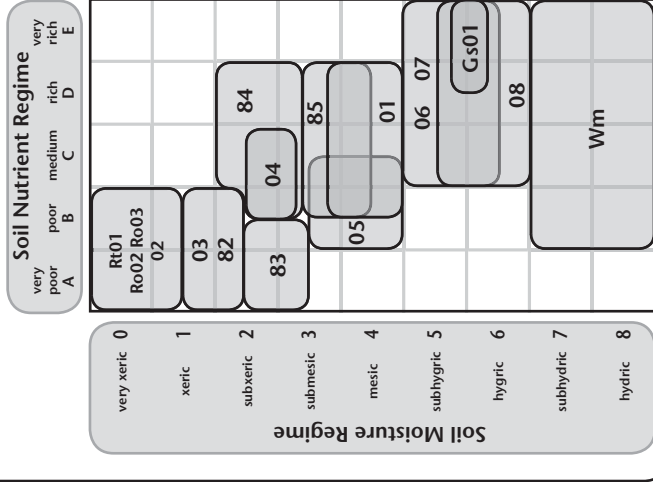 Soil Nutrient Regime
very poor poor medium rich very rich
A B C D E
Soil Moisture Regime
very xeric 0
xeric 1
subxeric 2
submesic 3
mesic 4
subhygric 5
hygric 6
subhydric 7
hydric 8
Rt01
Ro02 Ro03
02
03
82
83
84
04
85
01
05
06 07
Gs01
08
Wm